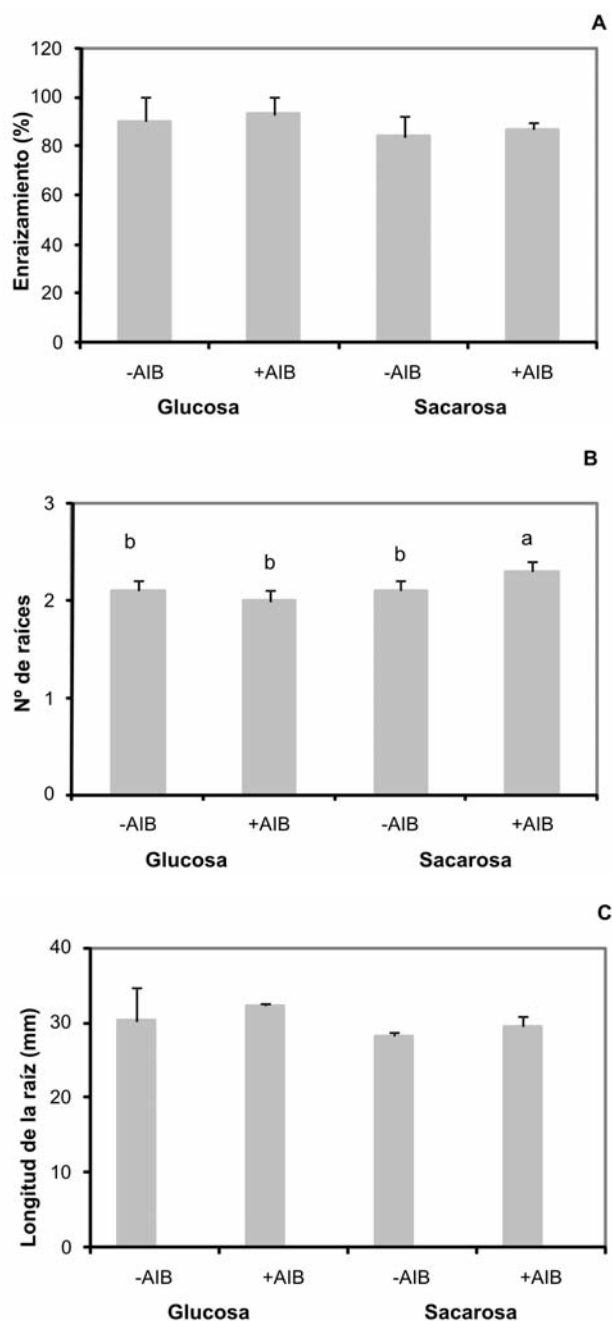 A
120
100
80
60
40
20
0
Enraizamiento (%)
-AIB +AIB -AIB +AIB
Glucosa Sacarosa
B
3
2
1
0
Nº de raíces
b b b a
-AIB +AIB -AIB +AIB
Glucosa Sacarosa
C
40
30
20
10
0
Longitud de la raíz (mm)
-AIB +AIB -AIB +AIB
Glucosa Sacarosa